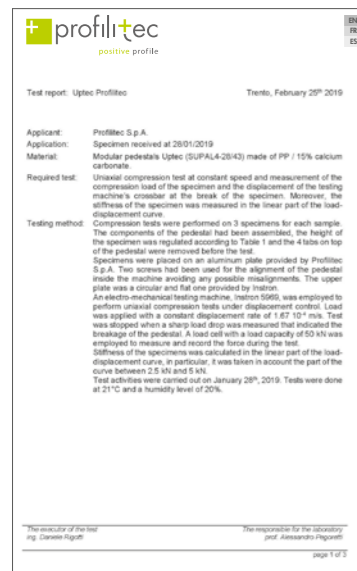 profilitec
positive profile
EN
FR
ES
Test report: Uptec Profilitec Trento, February 25th 2019
Applicant: Profilitec S.p.A.
Application: Specimen received at 28/01/2019
Material: Modular pedestals Uptec (SUPAL4-28/43) made of PP / 15% calcium
carbonate.
Required test: Uniaxial compression test at constant speed and measurement of the
compression load of the specimen and the displacement of the testing
machine's crossbar at the break of the specimen. Moreover, the
stiffness of the specimen was measured in the linear part of the load-
displacement curve.
Testing method: Compression tests were performed on 3 specimens for each sample.
The components of the pedestal had been assembled, the height of
the specimen was regulated according to Table 1 and the 4 tabs on top
of the pedestal were removed before the test.
Specimens were placed on an aluminum plate provided by Profilitec
S.p.A. Two screws had been used for the alignment of the pedestal
inside the machine avoiding any possible misalignments. The upper
plate was a circular and flat one provided by Instron.
An electro-mechanical testing machine, Instron 5969, was employed to
perform uniaxial compression tests under displacement control. Load
was applied with a constant displacement rate of 1.67 10⁻⁴ m/s. Test
was stopped when a sharp load drop was measured that indicated the
breakage of the pedestal. A load cell with a load capacity of 50 kN was
employed to measure and record the force during the test.
Stiffness of the specimens was calculated in the linear part of the load-
displacement curve, in particular, it was taken in account the part of the
curve between 2.5 kN and 5 kN.
Test activities were carried out on January 28th, 2019. Tests were done
at 21°C and a humidity level of 20%.
The executor of the test The responsible for the laboratory
ing. Daniele Rigotti prof. Alessandro Pegoretti
page 1 of 3